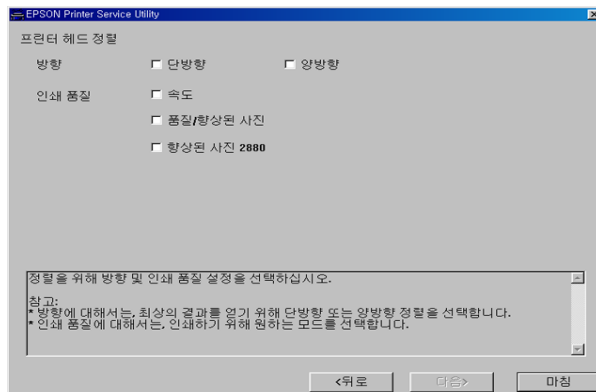 EPSON Printer Service Utility
프린터 헤드 정렬
방향 단방향 양방향
인쇄 품질 속도
품질/향상된 사진
향상된 사진 2880
정렬을 위해 방향 및 인쇄 품질 설정을 선택하십시오.
참고:
* 방향에 대해서는, 최상의 결과를 얻기 위해 단방향 또는 양방향 정렬을 선택합니다.
* 인쇄 품질에 대해서는, 인쇄하기 위해 원하는 모드를 선택합니다.
<뒤로 다음> 마침